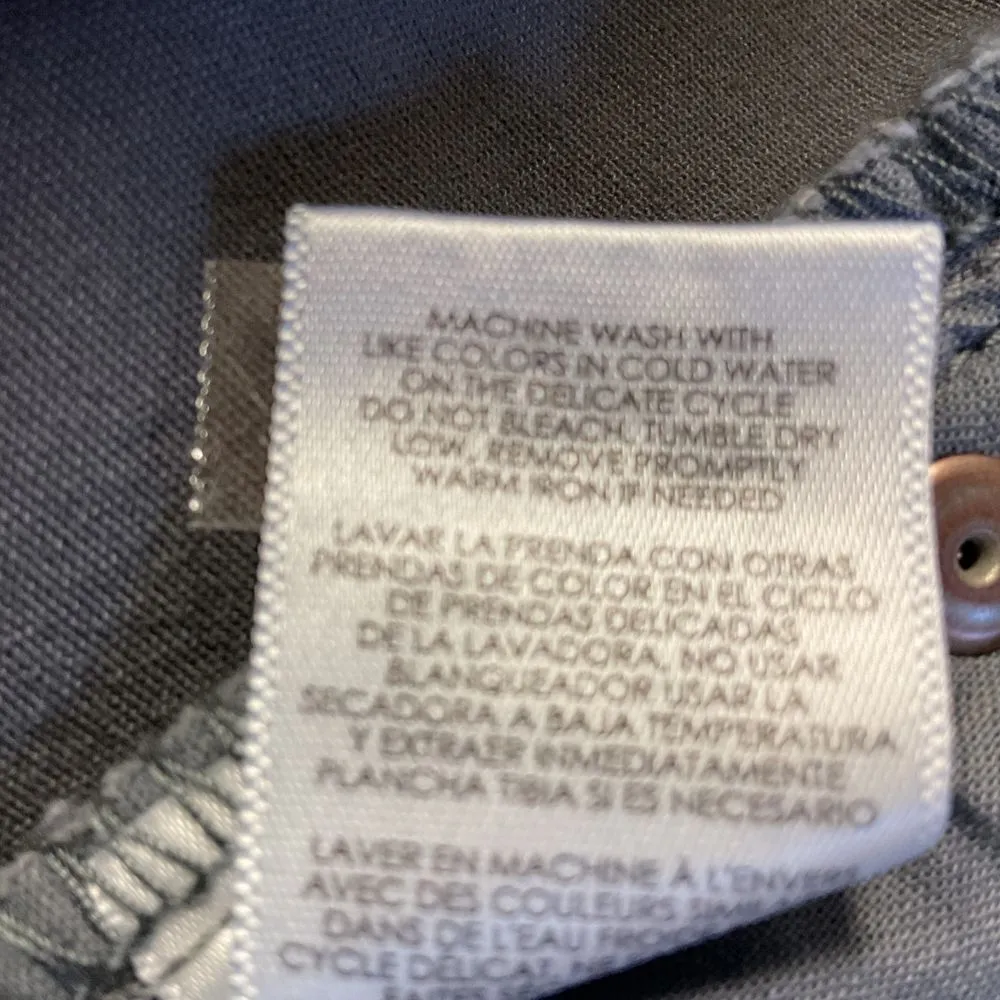 MACHINE WASH WITH
LIKE COLORS IN COLD WATER
ON THE DELICATE CYCLE
DO NOT BLEACH, TUMBLE DRY
LOW, REMOVE PROMPTLY
WARM IRON IF NEEDED
LAVAR LA PRENDA CON OTRAS
PRENDAS DE COLOR EN EL CICLO
DE PRENDAS DELICADAS
DE LA LAVADORA, NO USAR
BLANQUEADOR USAR LA
SECADORA A BAJA TEMPERATURA
Y EXTRAER INMEDIATAMENTE
PLANCHA TIBIA SI ES NECESARIO
LAVER EN MACHINE À
AVEC DES COULEURS
DANS DE L'EAU
CYCLE DELICAT,